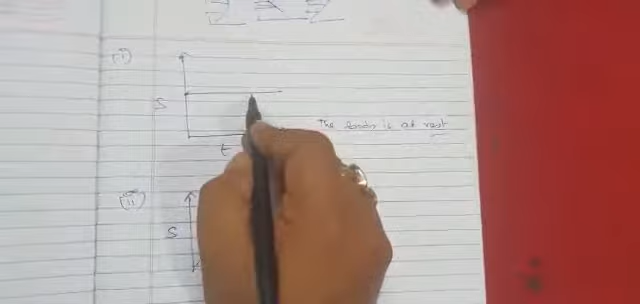 (i)
S
The body is at rest
t
(ii)
S